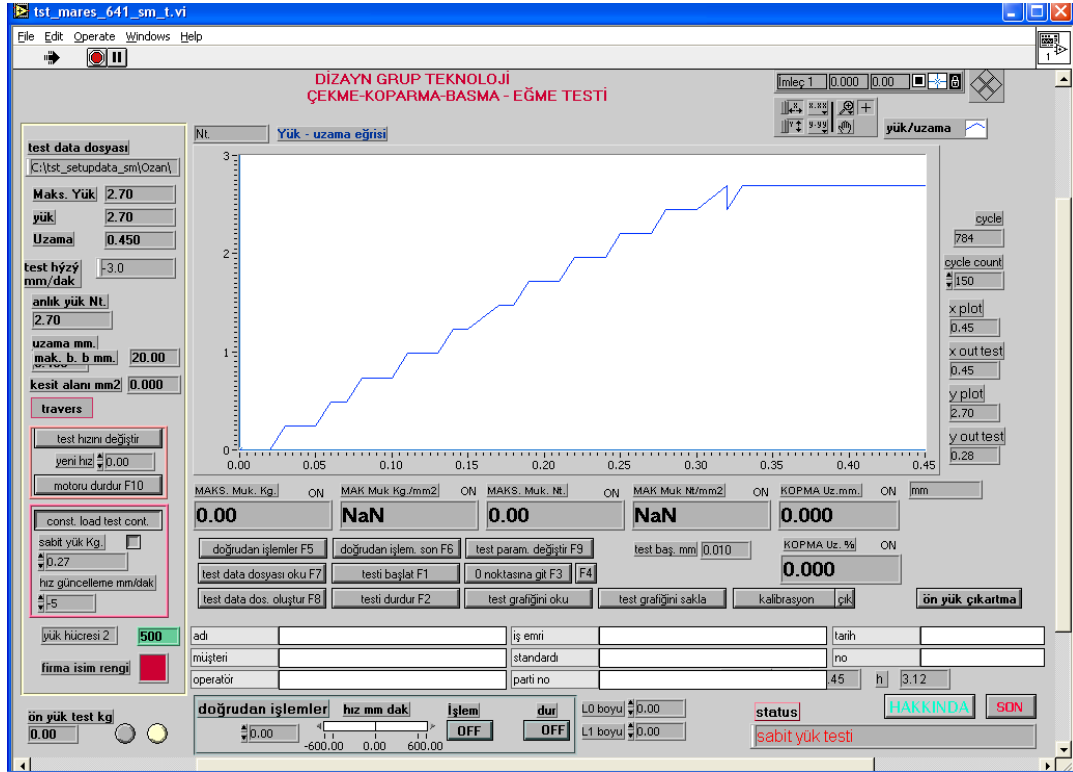 tst_mares_641_sm_t.vi
File Edit Operate Windows Help
1
DİZAYN GRUP TEKNOLOJİ
ÇEKME-KOPARMA-BASMA - EĞME TESTİ
İmleç 1 0.000 0.00
x.xx
y.yy
yük/uzama
Nt.
Yük - uzama eğrisi
test data dosyası
C:\tst_setupdata_sm\Ozan\
Maks. Yük 2.70
yük 2.70
Uzama 0.450
test hýzý mm/dak -3.0
anlık yük Nt.
2.70
uzama mm.
mak. b. b mm. 20.00
kesit alanı mm2 0.000
travers
test hızını değiştir
yeni hız 0.00
motoru durdur F10
const. load test cont.
sabit yük Kg.
0.27
hız güncelleme mm/dak
-5
yük hücresi 2 500
firma isim rengi
ön yük test kg
0.00
3
2
1
0
0.00 0.05 0.10 0.15 0.20 0.25 0.30 0.35 0.40 0.45
cycle
784
cycle count
150
x plot
0.45
x out test
0.45
y plot
2.70
y out test
0.28
mm
MAKS. Muk. Kg. ON MAK Muk Kg./mm2 ON MAKS. Muk. Nt. ON MAK Muk Nt/mm2 ON KOPMA Uz.mm. ON
0.00 NaN 0.00 NaN 0.000
doğrudan işlemler F5 doğrudan işlem. son F6 test param. değiştir F9 test baş. mm 0.010 KOPMA Uz. % ON
0.000
test data dosyası oku F7 testi başlat F1 0 noktasına git F3 F4
test data dos. oluştur F8 testi durdur F2 test grafiğini oku test grafiğini sakla kalibrasyon çık ön yük çıkartma
adı iş emri tarih
müşteri standardı no
operatör parti no .45 h 3.12
doğrudan işlemler hız mm dak İşlem dur
0.00 OFF OFF
-600.00 0.00 600.00
L0 boyu 0.00
L1 boyu 0.00
status
sabit yük testi
HAKKINDA SON